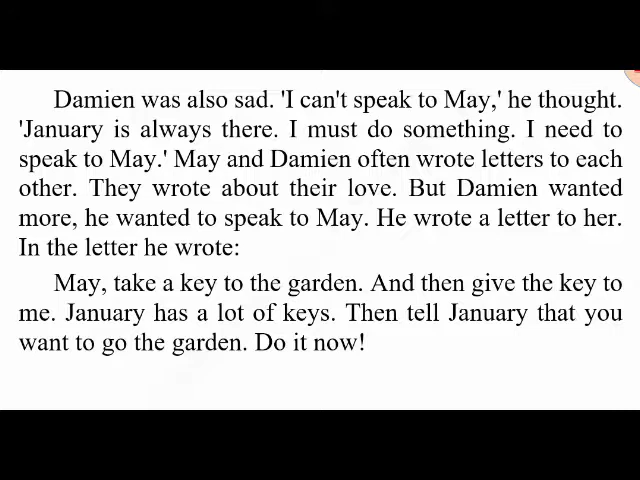 Damien was also sad. 'I can't speak to May,' he thought.
'January is always there. I must do something. I need to
speak to May.' May and Damien often wrote letters to each
other. They wrote about their love. But Damien wanted
more, he wanted to speak to May. He wrote a letter to her.
In the letter he wrote:
May, take a key to the garden. And then give the key to
me. January has a lot of keys. Then tell January that you
want to go the garden. Do it now!